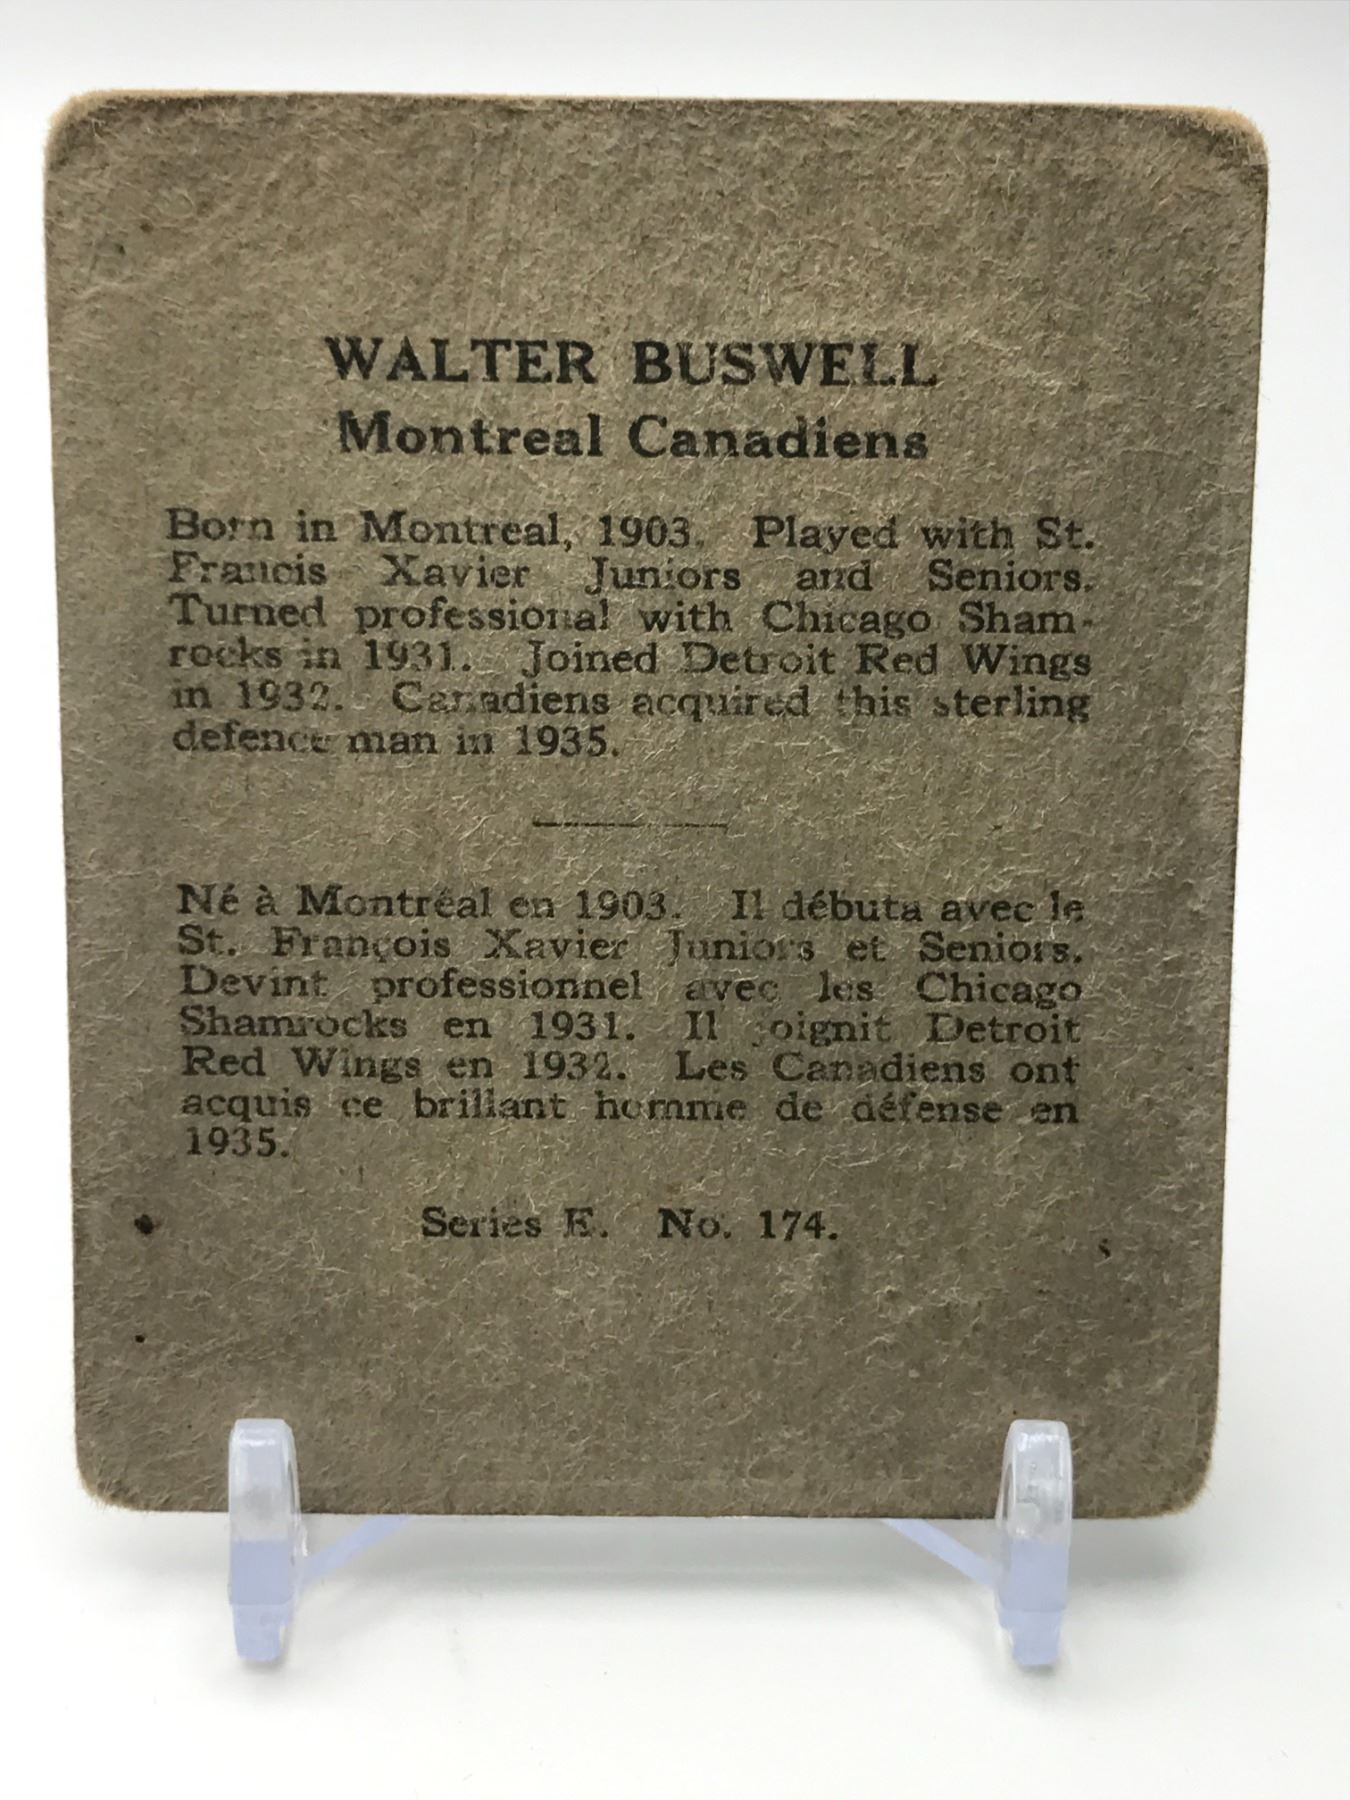 WALTER BUSWELL
Montreal Canadiens
Born in Montreal, 1903. Played with St.
Francis Xavier Juniors and Seniors.
Turned professional with Chicago Sham-
rocks in 1931. Joined Detroit Red Wings
in 1932. Canadiens acquired this sterling
defence man in 1935.
Né à Montréal en 1903. Il débuta avec le
St. François Xavier Juniors et Seniors.
Devint professionnel avec les Chicago
Shamrocks en 1931. Il joignit Detroit
Red Wings en 1932. Les Canadiens ont
acquis ce brillant homme de défense en
1935.
Series E. No. 174.